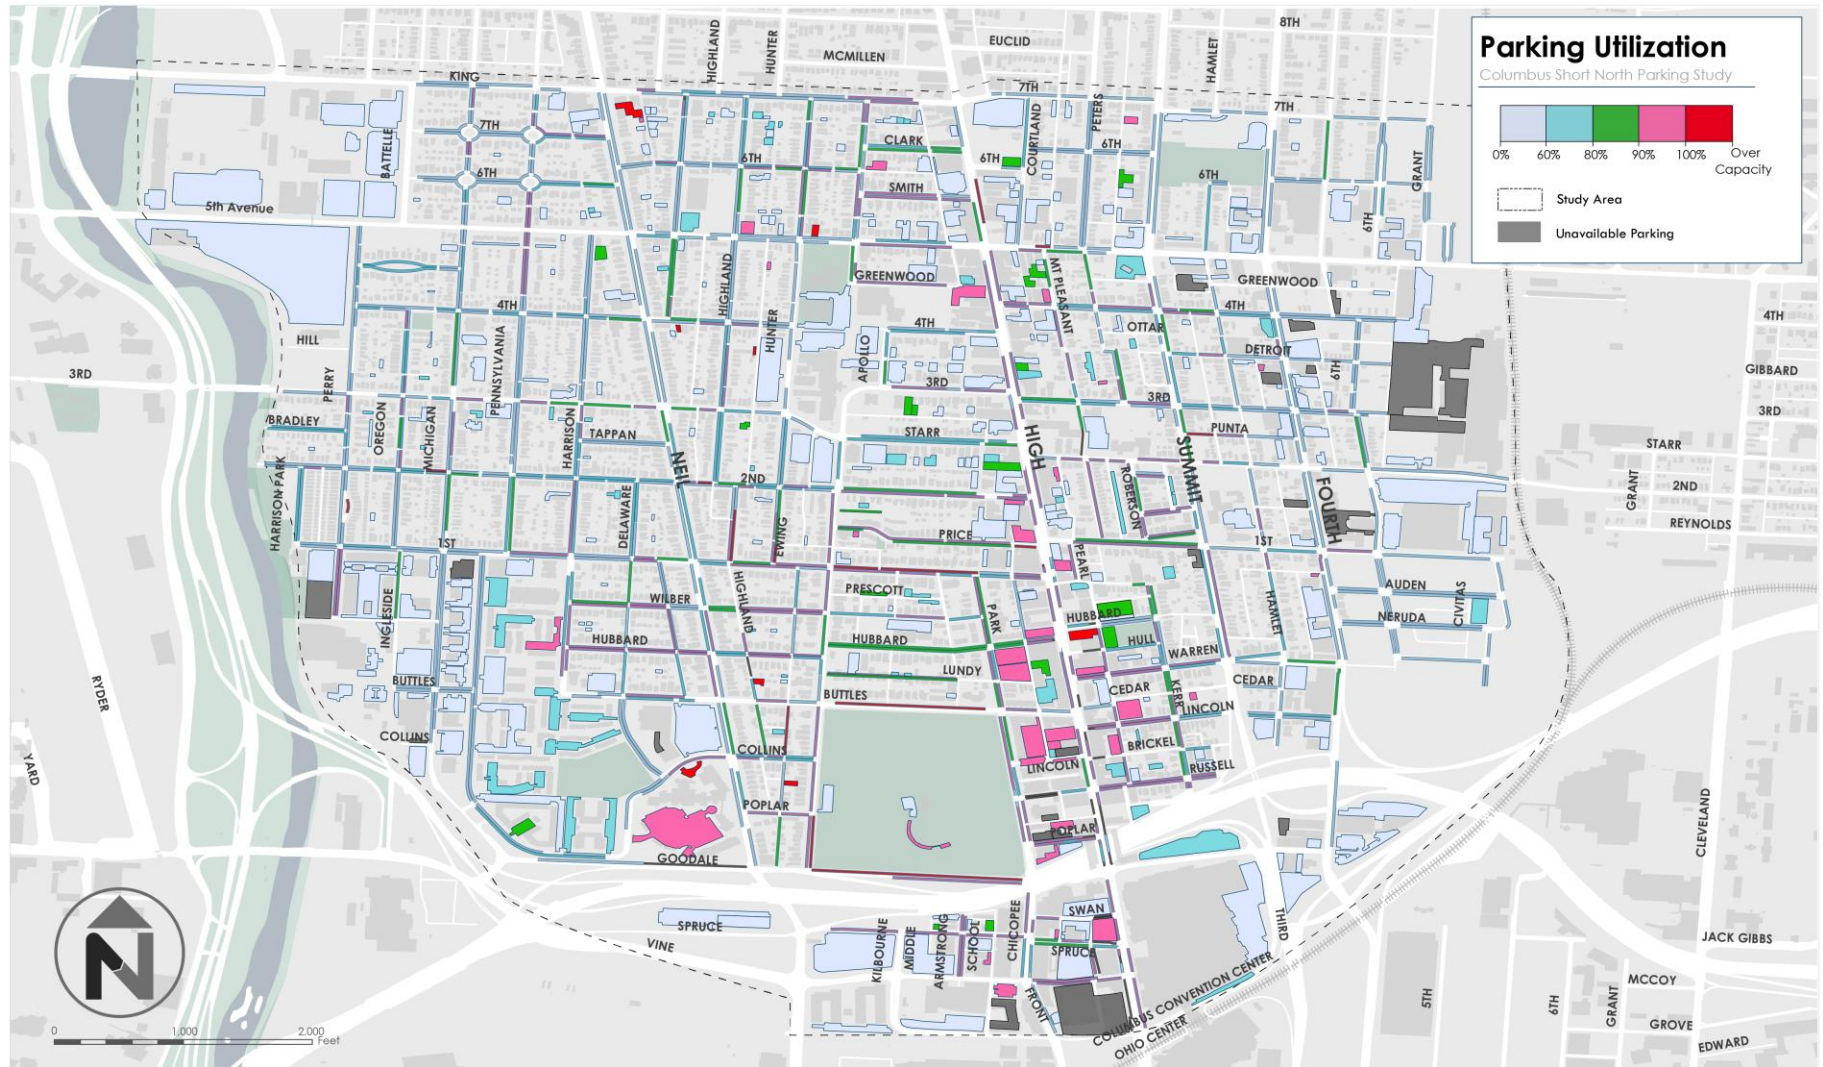 8TH
HIGHLAND
HUNTER
MCMILLEN
EUCLID
HAMLET
Parking Utilization
Columbus Short North Parking Study
0%
60%
80%
90%
100%
Over
Capacity
Study Area
Unavailable Parking
KING
7TH
7TH
PETERS
COURTLAND
BATTELLE
7TH
CLARK
6TH
6TH
6TH
6TH
6TH
GRANT
SMITH
5th Avenue
6TH
GREENWOOD
HIGHLAND
MT PLEASANT
GREENWOOD
4TH
4TH
4TH
4TH
HILL
PENNSYLVANIA
HUNTER
APOLLO
OTTAR
DETROIT
6TH
3RD
PERRY
3RD
3RD
GIBBARD
3RD
BRADLEY
OREGON
MICHIGAN
HARRISON
TAPPAN
STARR
HIGH
PUNTA
STARR
NEIL
SUMMIT
2ND
ROBERSON
FOURTH
GRANT
2ND
REYNOLDS
HARRISON PARK
DELAWARE
EWING
PRICE
1ST
1ST
PEARL
INGLESIDE
WILBER
HIGHLAND
PRESCOTT
PARK
HUBBARD
HAMLET
AUDEN
CIVITAS
NERUDA
HUBBARD
HUBBARD
HULL
WARREN
LUNDY
RYDER
BUTTLES
BUTTLES
CEDAR
KERR
CEDAR
LINCOLN
COLLINS
COLLINS
BRICKEL
YARD
LINCOLN
RUSSELL
POPLAR
POPLAR
CLEVELAND
GOODALE
N
SPRUCE
VINE
KILBOURNE
MIDDLE
ARMSTRONG
SCHOOL
CHICOPEE
SWAN
SPRUCE
THIRD
JACK GIBBS
FRONT
COLUMBUS CONVENTION CENTER
OHIO CENTER
5TH
6TH
GRANT
MCCOY
GROVE
EDWARD
0
1,000
2,000
Feet